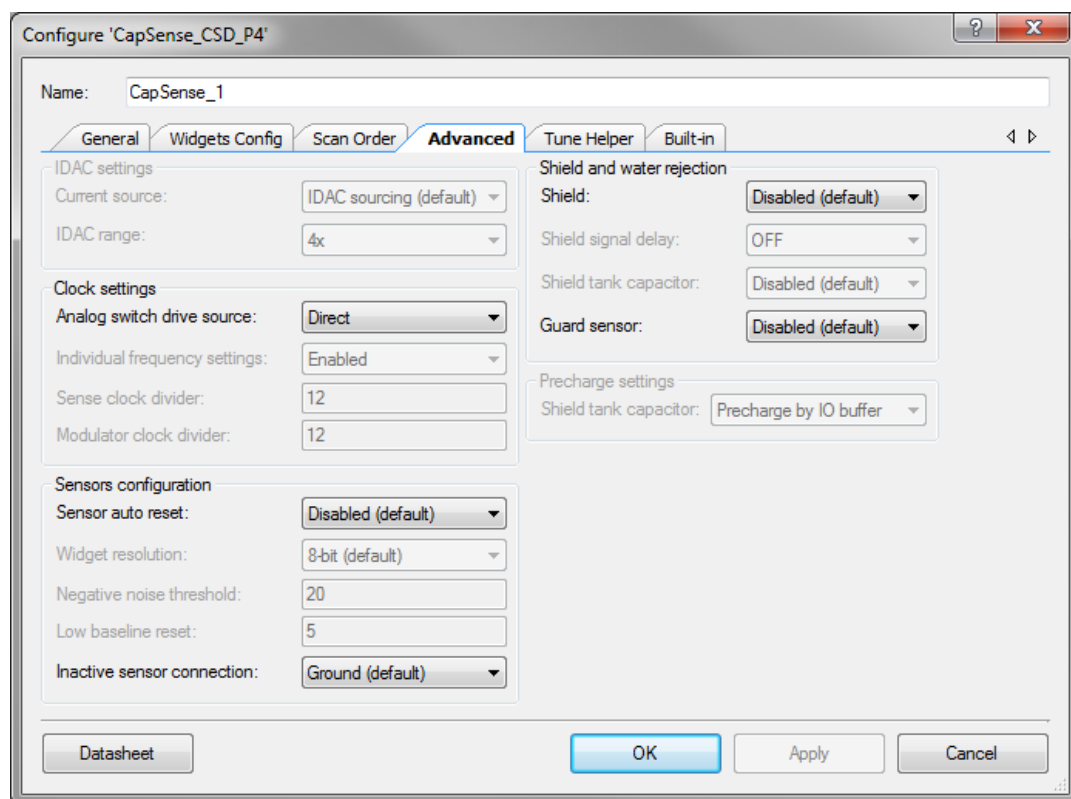 Configure 'CapSense_CSD_P4'
Name: CapSense_1
General Widgets Config Scan Order Advanced Tune Helper Built-in
IDAC settings
Current source: IDAC sourcing (default)
IDAC range: 4x
Clock settings
Analog switch drive source: Direct
Individual frequency settings: Enabled
Sense clock divider: 12
Modulator clock divider: 12
Sensors configuration
Sensor auto reset: Disabled (default)
Widget resolution: 8-bit (default)
Negative noise threshold: 20
Low baseline reset: 5
Inactive sensor connection: Ground (default)
Shield and water rejection
Shield: Disabled (default)
Shield signal delay: OFF
Shield tank capacitor: Disabled (default)
Guard sensor: Disabled (default)
Precharge settings
Shield tank capacitor: Precharge by IO buffer
Datasheet OK Apply Cancel